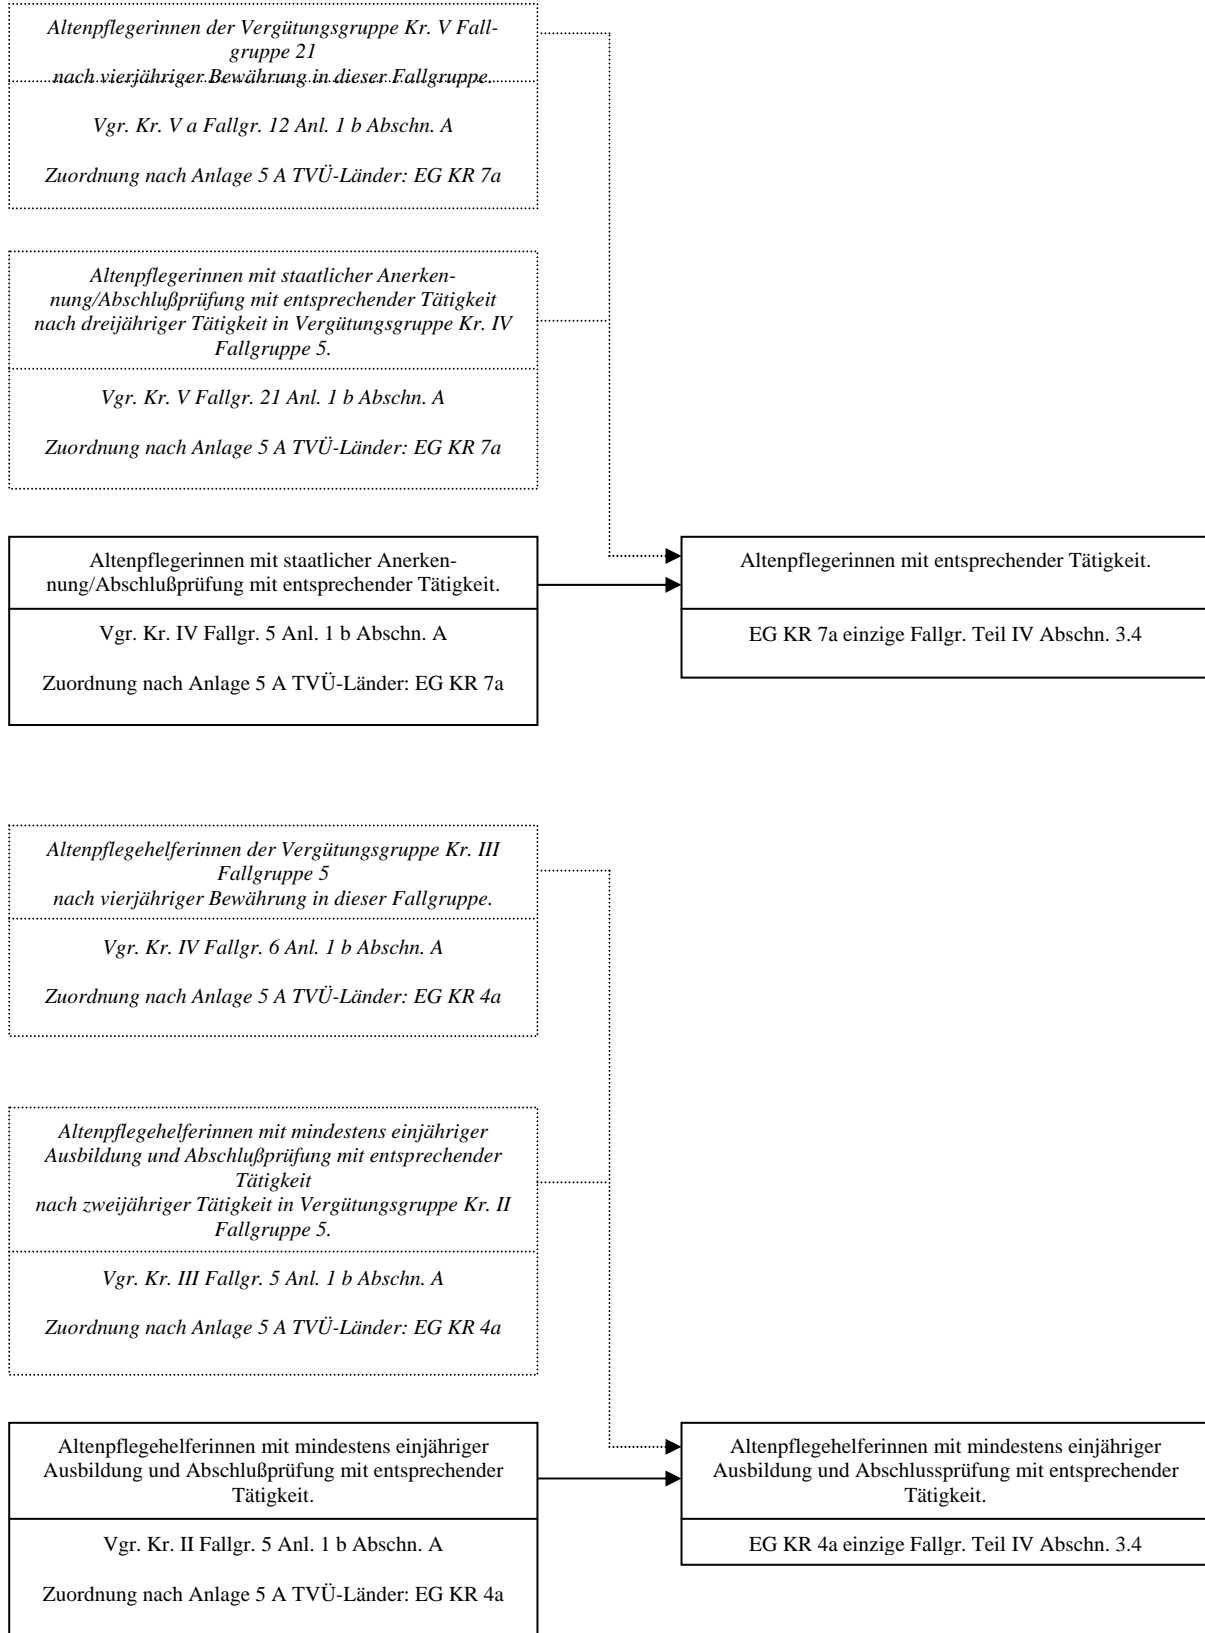 Altenpflegerinnen der Vergütungsgruppe Kr. V Fall-
gruppe 21
nach vierjähriger Bewährung in dieser Fallgruppe.
Vgr. Kr. V a Fallgr. 12 Anl. 1 b Abschn. A
Zuordnung nach Anlage 5 A TVÜ-Länder: EG KR 7a
Altenpflegerinnen mit staatlicher Anerken-
nung/Abschlußprüfung mit entsprechender Tätigkeit
nach dreijähriger Tätigkeit in Vergütungsgruppe Kr. IV
Fallgruppe 5.
Vgr. Kr. V Fallgr. 21 Anl. 1 b Abschn. A
Zuordnung nach Anlage 5 A TVÜ-Länder: EG KR 7a
Altenpflegerinnen mit staatlicher Anerken-
nung/Abschlußprüfung mit entsprechender Tätigkeit.
Vgr. Kr. IV Fallgr. 5 Anl. 1 b Abschn. A
Zuordnung nach Anlage 5 A TVÜ-Länder: EG KR 7a
Altenpflegerinnen mit entsprechender Tätigkeit.
EG KR 7a einzige Fallgr. Teil IV Abschn. 3.4
Altenpflegehelferinnen der Vergütungsgruppe Kr. III
Fallgruppe 5
nach vierjähriger Bewährung in dieser Fallgruppe.
Vgr. Kr. IV Fallgr. 6 Anl. 1 b Abschn. A
Zuordnung nach Anlage 5 A TVÜ-Länder: EG KR 4a
Altenpflegehelferinnen mit mindestens einjähriger
Ausbildung und Abschlußprüfung mit entsprechender
Tätigkeit
nach zweijähriger Tätigkeit in Vergütungsgruppe Kr. II
Fallgruppe 5.
Vgr. Kr. III Fallgr. 5 Anl. 1 b Abschn. A
Zuordnung nach Anlage 5 A TVÜ-Länder: EG KR 4a
Altenpflegehelferinnen mit mindestens einjähriger
Ausbildung und Abschlußprüfung mit entsprechender
Tätigkeit.
Vgr. Kr. II Fallgr. 5 Anl. 1 b Abschn. A
Zuordnung nach Anlage 5 A TVÜ-Länder: EG KR 4a
Altenpflegehelferinnen mit mindestens einjähriger
Ausbildung und Abschlussprüfung mit entsprechender
Tätigkeit.
EG KR 4a einzige Fallgr. Teil IV Abschn. 3.4